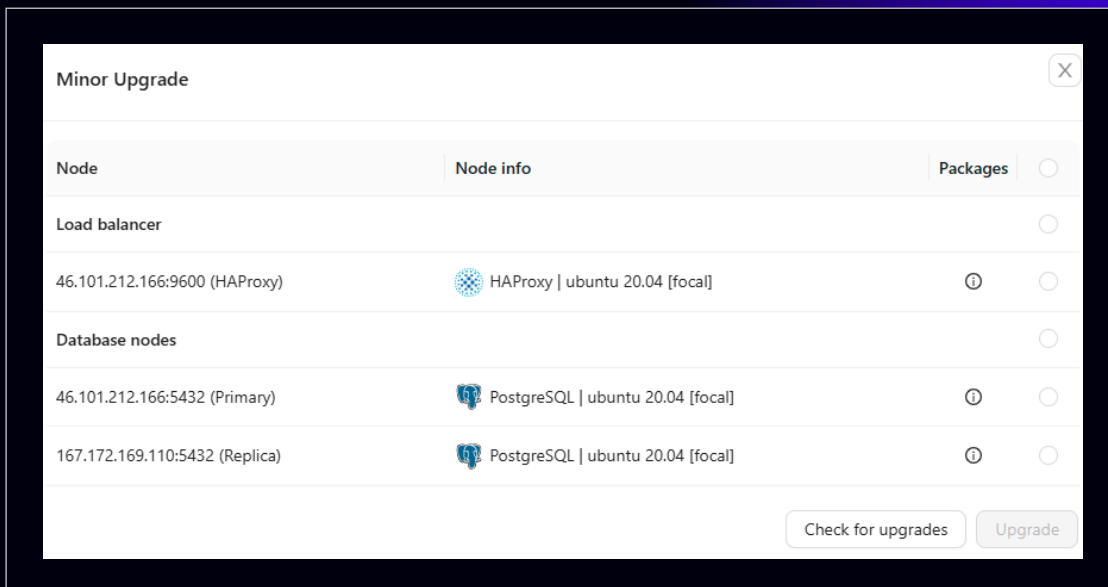 Minor Upgrade
X
Node Node info Packages
Load balancer
46.101.212.166:9600 (HAProxy) HAProxy | ubuntu 20.04 [focal]
Database nodes
46.101.212.166:5432 (Primary) PostgreSQL | ubuntu 20.04 [focal]
167.172.169.110:5432 (Replica) PostgreSQL | ubuntu 20.04 [focal]
Check for upgrades Upgrade